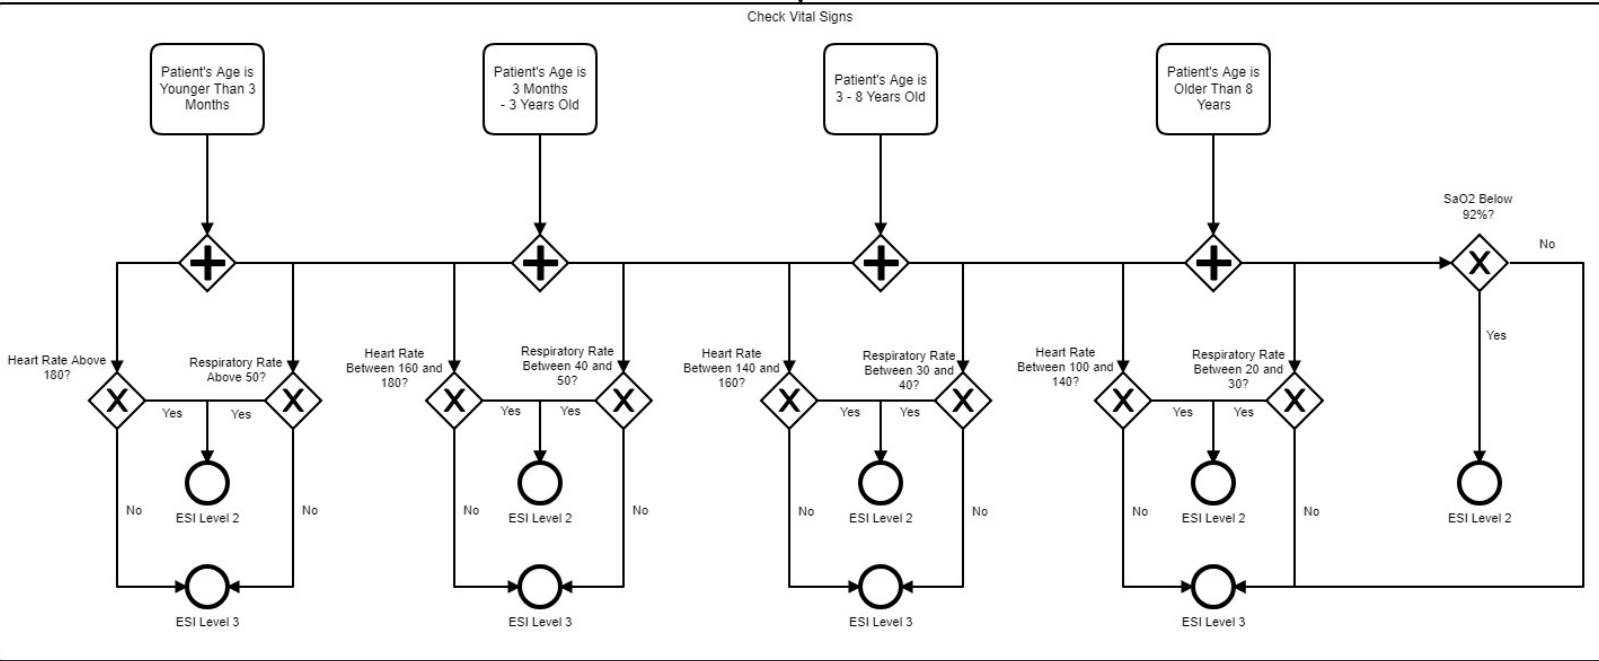 Check Vital Signs
Patient's Age is
Younger Than 3
Months
Patient's Age is
3 Months
- 3 Years Old
Patient's Age is
3 - 8 Years Old
Patient's Age is
Older Than 8
Years
SaO2 Below
92%?
No
Yes
Heart Rate Above
180?
Respiratory Rate
Above 50?
Heart Rate
Between 160 and
180?
Respiratory Rate
Between 40 and
50?
Heart Rate
Between 140 and
160?
Respiratory Rate
Between 30 and
40?
Heart Rate
Between 100 and
140?
Respiratory Rate
Between 20 and
30?
X
X
X
X
X
X
X
X
X
Yes
Yes
Yes
Yes
Yes
Yes
Yes
Yes
No
ESI Level 2
No
No
ESI Level 2
No
No
ESI Level 2
No
No
ESI Level 2
No
ESI Level 2
ESI Level 3
ESI Level 3
ESI Level 3
ESI Level 3